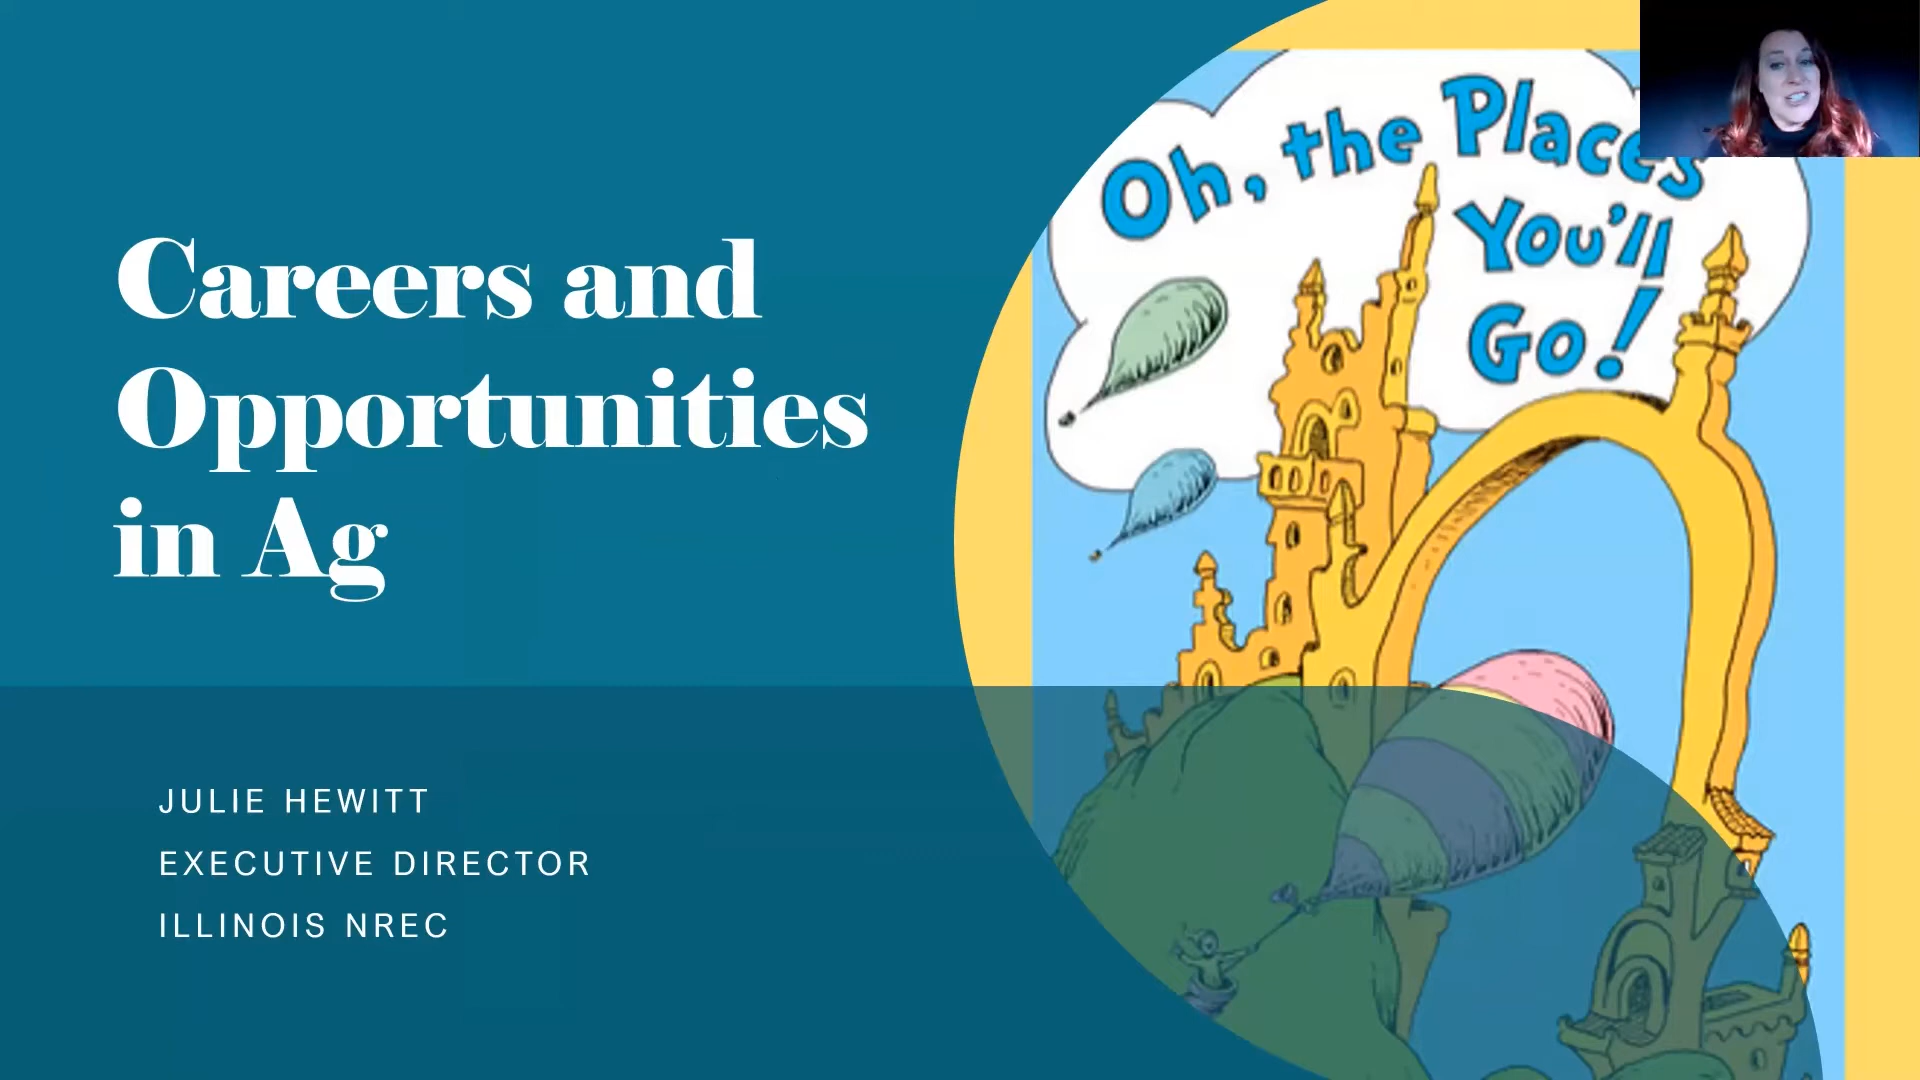 Careers and
Opportunities
in Ag
JULIE HEWITT
EXECUTIVE DIRECTOR
ILLINOIS NREC
Oh, the Places
You'll
Go!